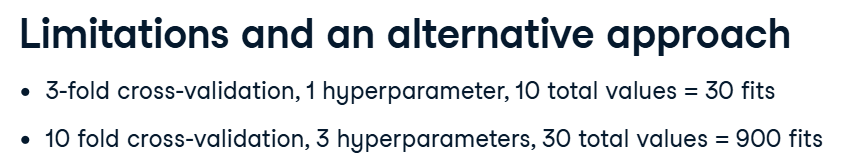 Limitations and an alternative approach
• 3-fold cross-validation, 1 hyperparameter, 10 total values = 30 fits
• 10 fold cross-validation, 3 hyperparameters, 30 total values = 900 fits